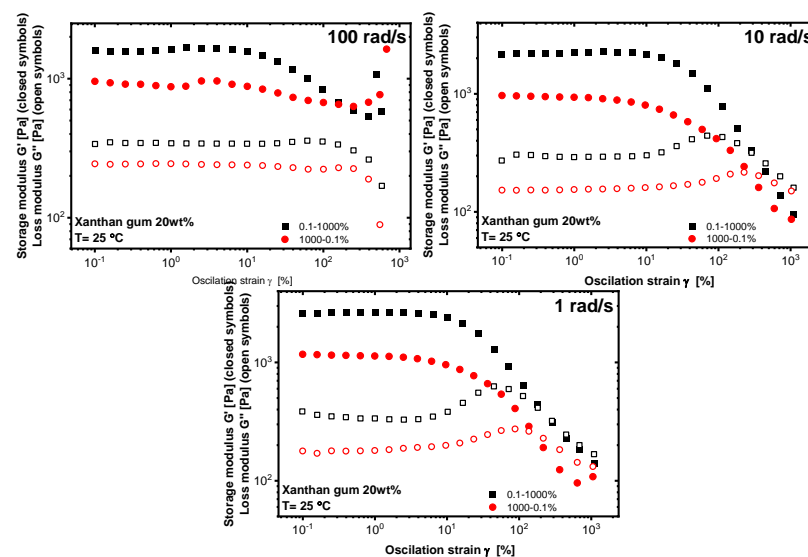 100 rad/s
Storage modulus G' [Pa] (closed symbols)
Loss modulus G'' [Pa] (open symbols)
10³
10²
Xanthan gum 20wt%
T= 25 ºC
0.1-1000%
1000-0.1%
10⁻¹ 10⁰ 10¹ 10² 10³
Oscilation strain γ [%]
10 rad/s
Storage modulus G' [Pa] (closed symbols)
Loss modulus G'' [Pa] (open symbols)
10³
10²
Xanthan gum 20wt%
T= 25 ºC
0.1-1000%
1000-0.1%
10⁻¹ 10⁰ 10¹ 10² 10³
Oscilation strain γ [%]
1 rad/s
Storage modulus G' [Pa] (closed symbols)
Loss modulus G'' [Pa] (open symbols)
10³
10²
Xanthan gum 20wt%
T= 25 ºC
0.1-1000%
1000-0.1%
10⁻¹ 10⁰ 10¹ 10² 10³
Oscilation strain γ [%]